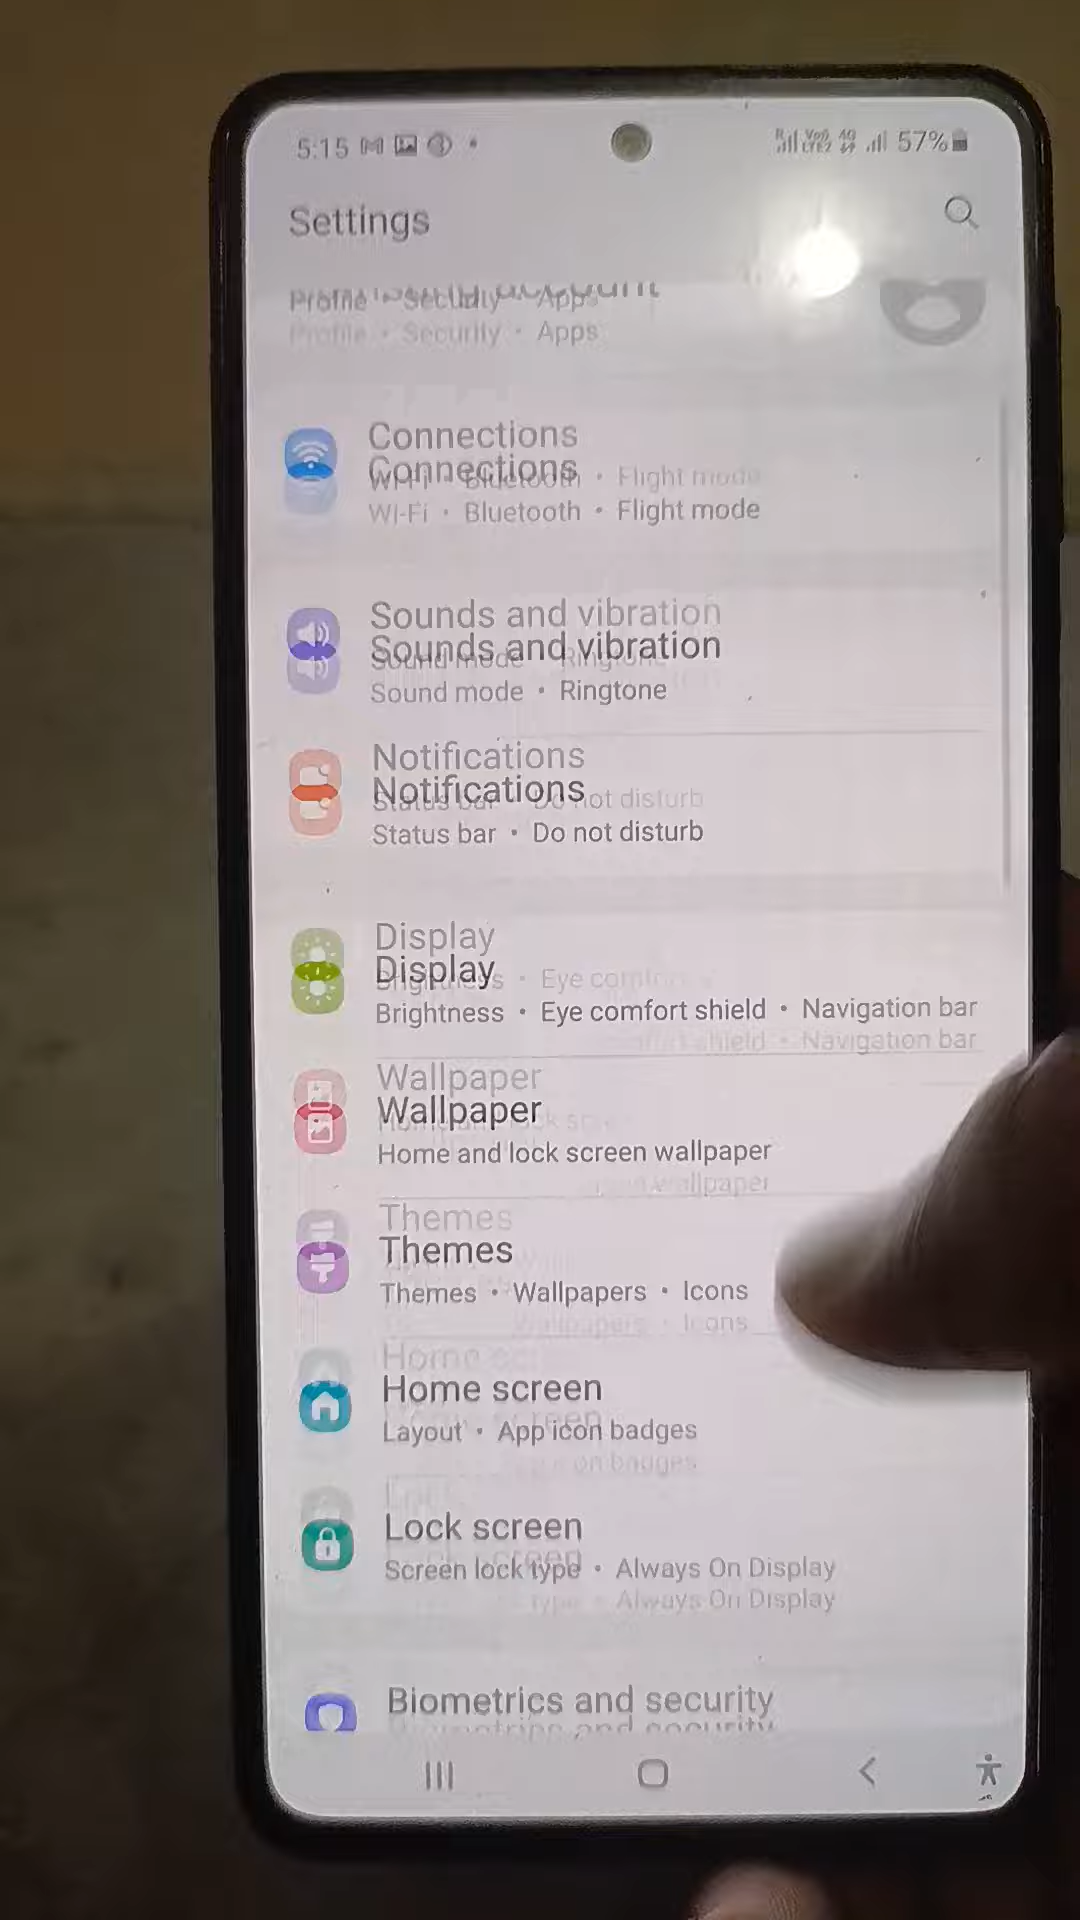 5:15 57%
Settings
Profile • Security • Apps
Connections
Wi-Fi • Bluetooth • Flight mode
Sounds and vibration
Sound mode • Ringtone
Notifications
Status bar • Do not disturb
Display
Brightness • Eye comfort shield • Navigation bar
Wallpaper
Home and lock screen wallpaper
Themes
Themes • Wallpapers • Icons
Home screen
Layout • App icon badges
Lock screen
Screen lock type • Always On Display
Biometrics and security